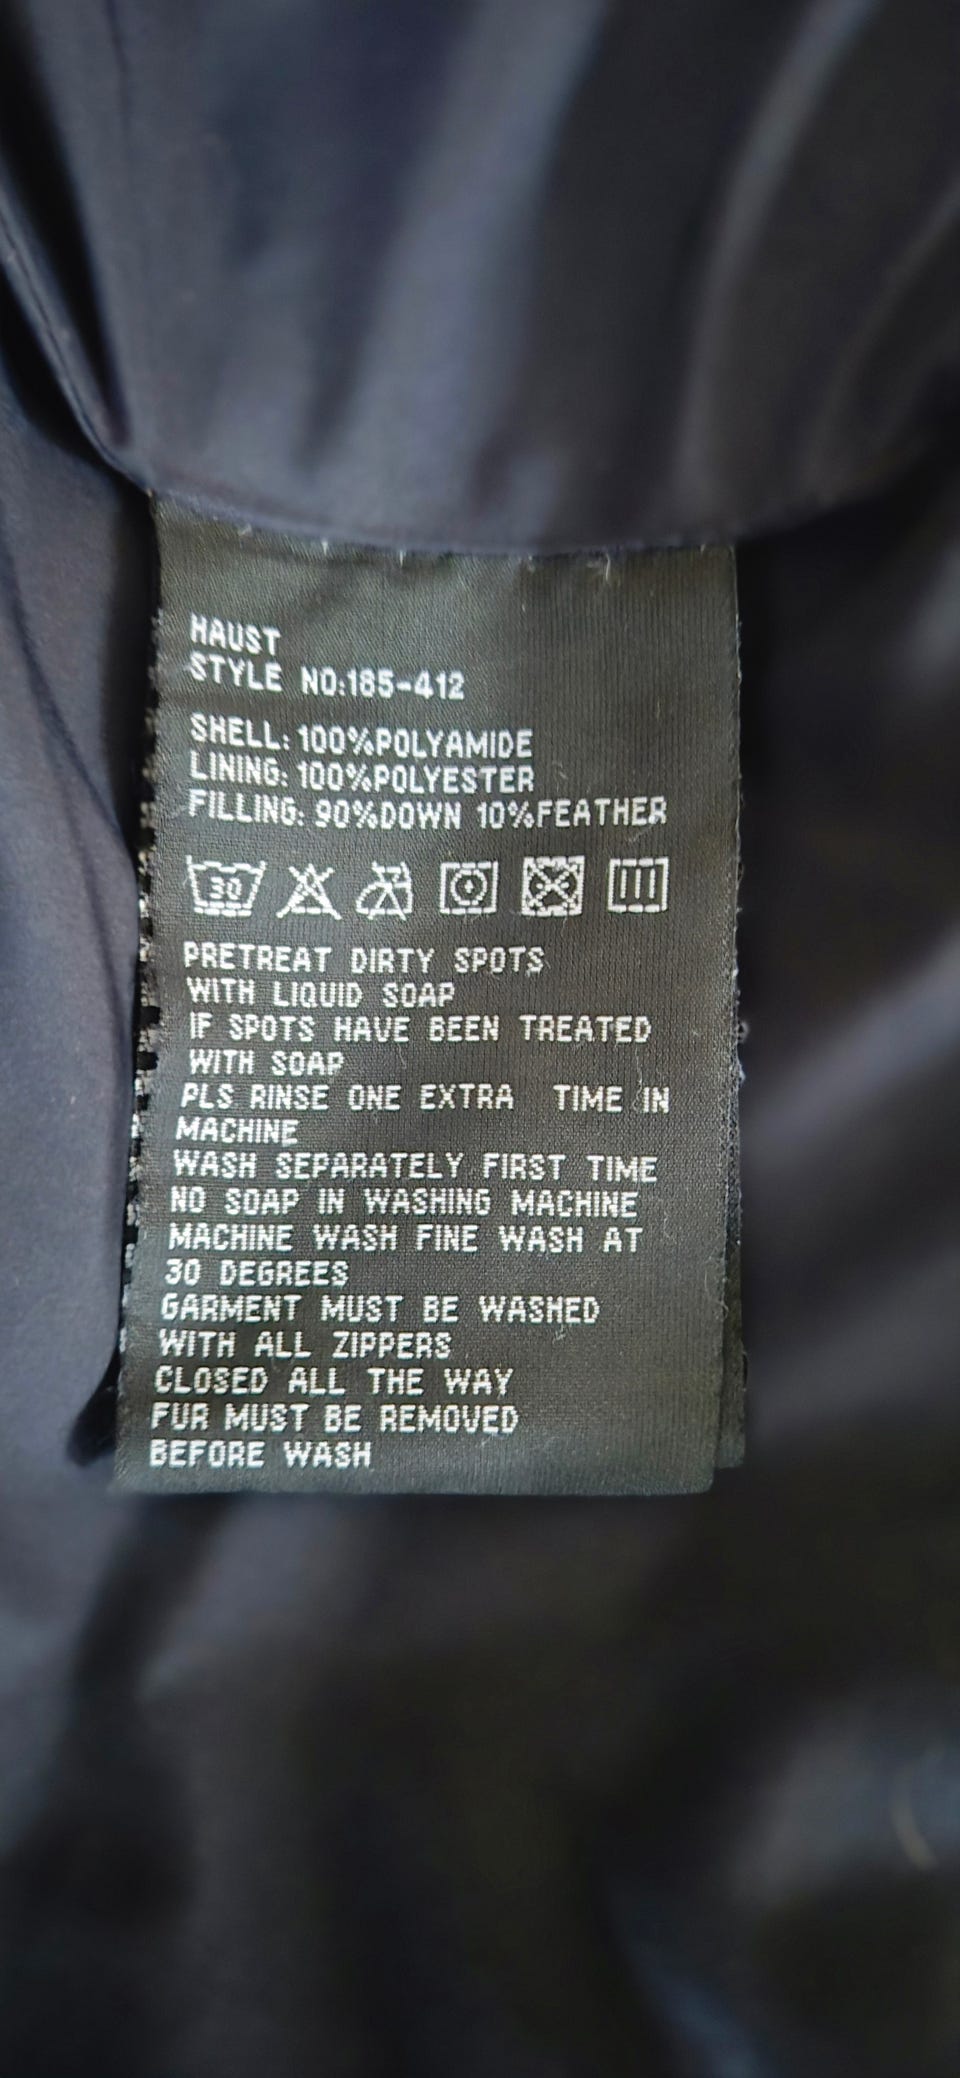 HAUST
STYLE NO:185-412
SHELL: 100%POLYAMIDE
LINING: 100%POLYESTER
FILLING: 90%DOWN 10%FEATHER
30
PRETREAT DIRTY SPOTS
WITH LIQUID SOAP
IF SPOTS HAVE BEEN TREATED
WITH SOAP
PLS RINSE ONE EXTRA TIME IN
MACHINE
WASH SEPARATELY FIRST TIME
NO SOAP IN WASHING MACHINE
MACHINE WASH FINE WASH AT
30 DEGREES
GARMENT MUST BE WASHED
WITH ALL ZIPPERS
CLOSED ALL THE WAY
FUR MUST BE REMOVED
BEFORE WASH